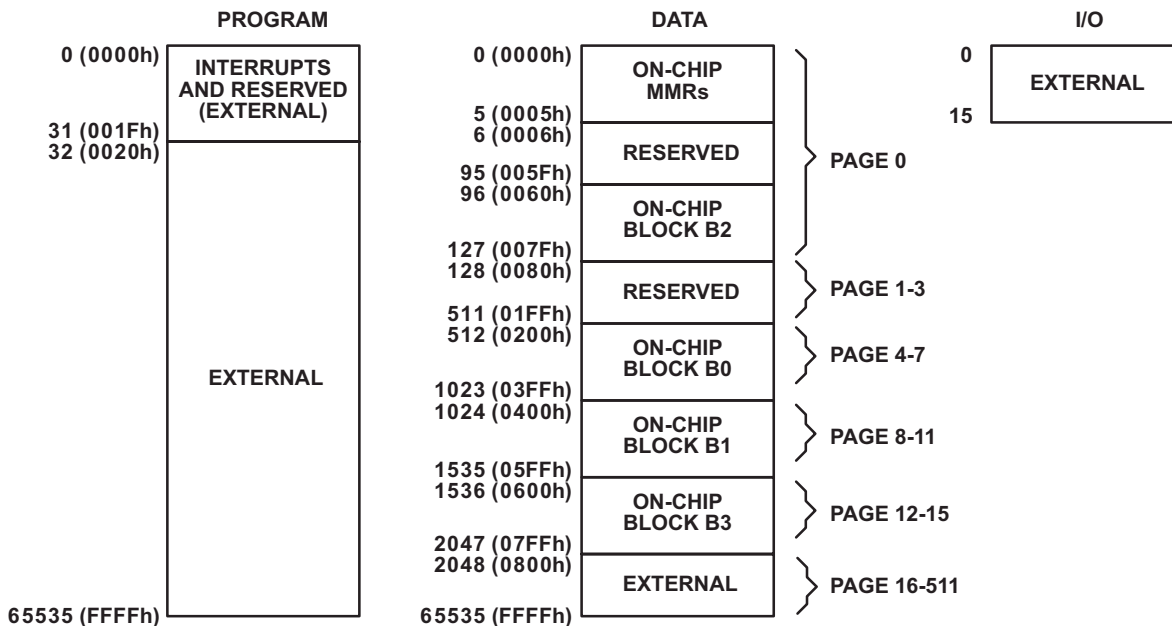 PROGRAM
0 (0000h)
INTERRUPTS
AND RESERVED
(EXTERNAL)
31 (001Fh)
32 (0020h)
EXTERNAL
65535 (FFFFh)
DATA
0 (0000h)
ON-CHIP
MMRs
5 (0005h)
6 (0006h)
RESERVED
95 (005Fh)
96 (0060h)
ON-CHIP
BLOCK B2
127 (007Fh)
128 (0080h)
RESERVED
511 (01FFh)
512 (0200h)
ON-CHIP
BLOCK B0
1023 (03FFh)
1024 (0400h)
ON-CHIP
BLOCK B1
1535 (05FFh)
1536 (0600h)
ON-CHIP
BLOCK B3
2047 (07FFh)
2048 (0800h)
EXTERNAL
65535 (FFFFh)
PAGE 0
PAGE 1-3
PAGE 4-7
PAGE 8-11
PAGE 12-15
PAGE 16-511
I/O
0
EXTERNAL
15